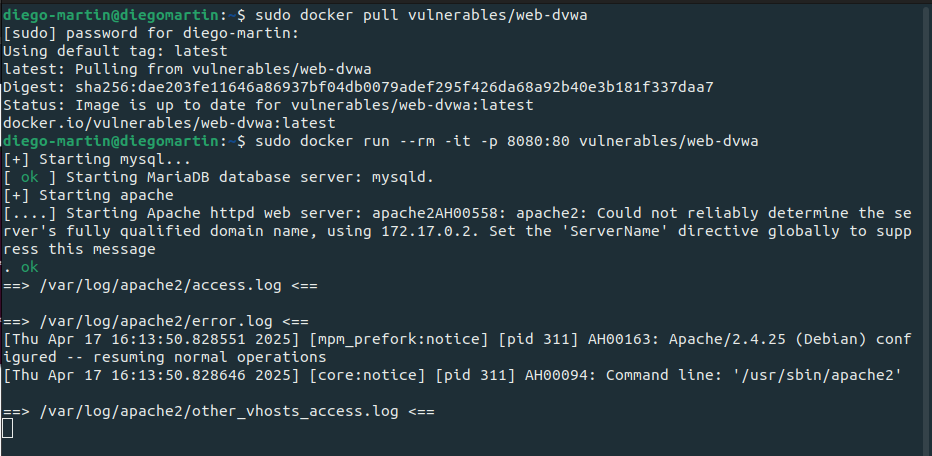 diego-martin@diegomartin:~$ sudo docker pull vulnerables/web-dvwa
[sudo] password for diego-martin:
Using default tag: latest
latest: Pulling from vulnerables/web-dvwa
Digest: sha256:dae203fe11646a86937bf04db0079adef295f426da68a92b40e3b181f337daa7
Status: Image is up to date for vulnerables/web-dvwa:latest
docker.io/vulnerables/web-dvwa:latest
diego-martin@diegomartin:~$ sudo docker run --rm -it -p 8080:80 vulnerables/web-dvwa
[+] Starting mysql...
[ ok ] Starting MariaDB database server: mysqld.
[+] Starting apache
[....] Starting Apache httpd web server: apache2AH00558: apache2: Could not reliably determine the se
rver's fully qualified domain name, using 172.17.0.2. Set the 'ServerName' directive globally to supp
ress this message
. ok
==> /var/log/apache2/access.log <==
==> /var/log/apache2/error.log <==
[Thu Apr 17 16:13:50.828551 2025] [mpm_prefork:notice] [pid 311] AH00163: Apache/2.4.25 (Debian) conf
igured -- resuming normal operations
[Thu Apr 17 16:13:50.828646 2025] [core:notice] [pid 311] AH00094: Command line: '/usr/sbin/apache2'
==> /var/log/apache2/other_vhosts_access.log <==